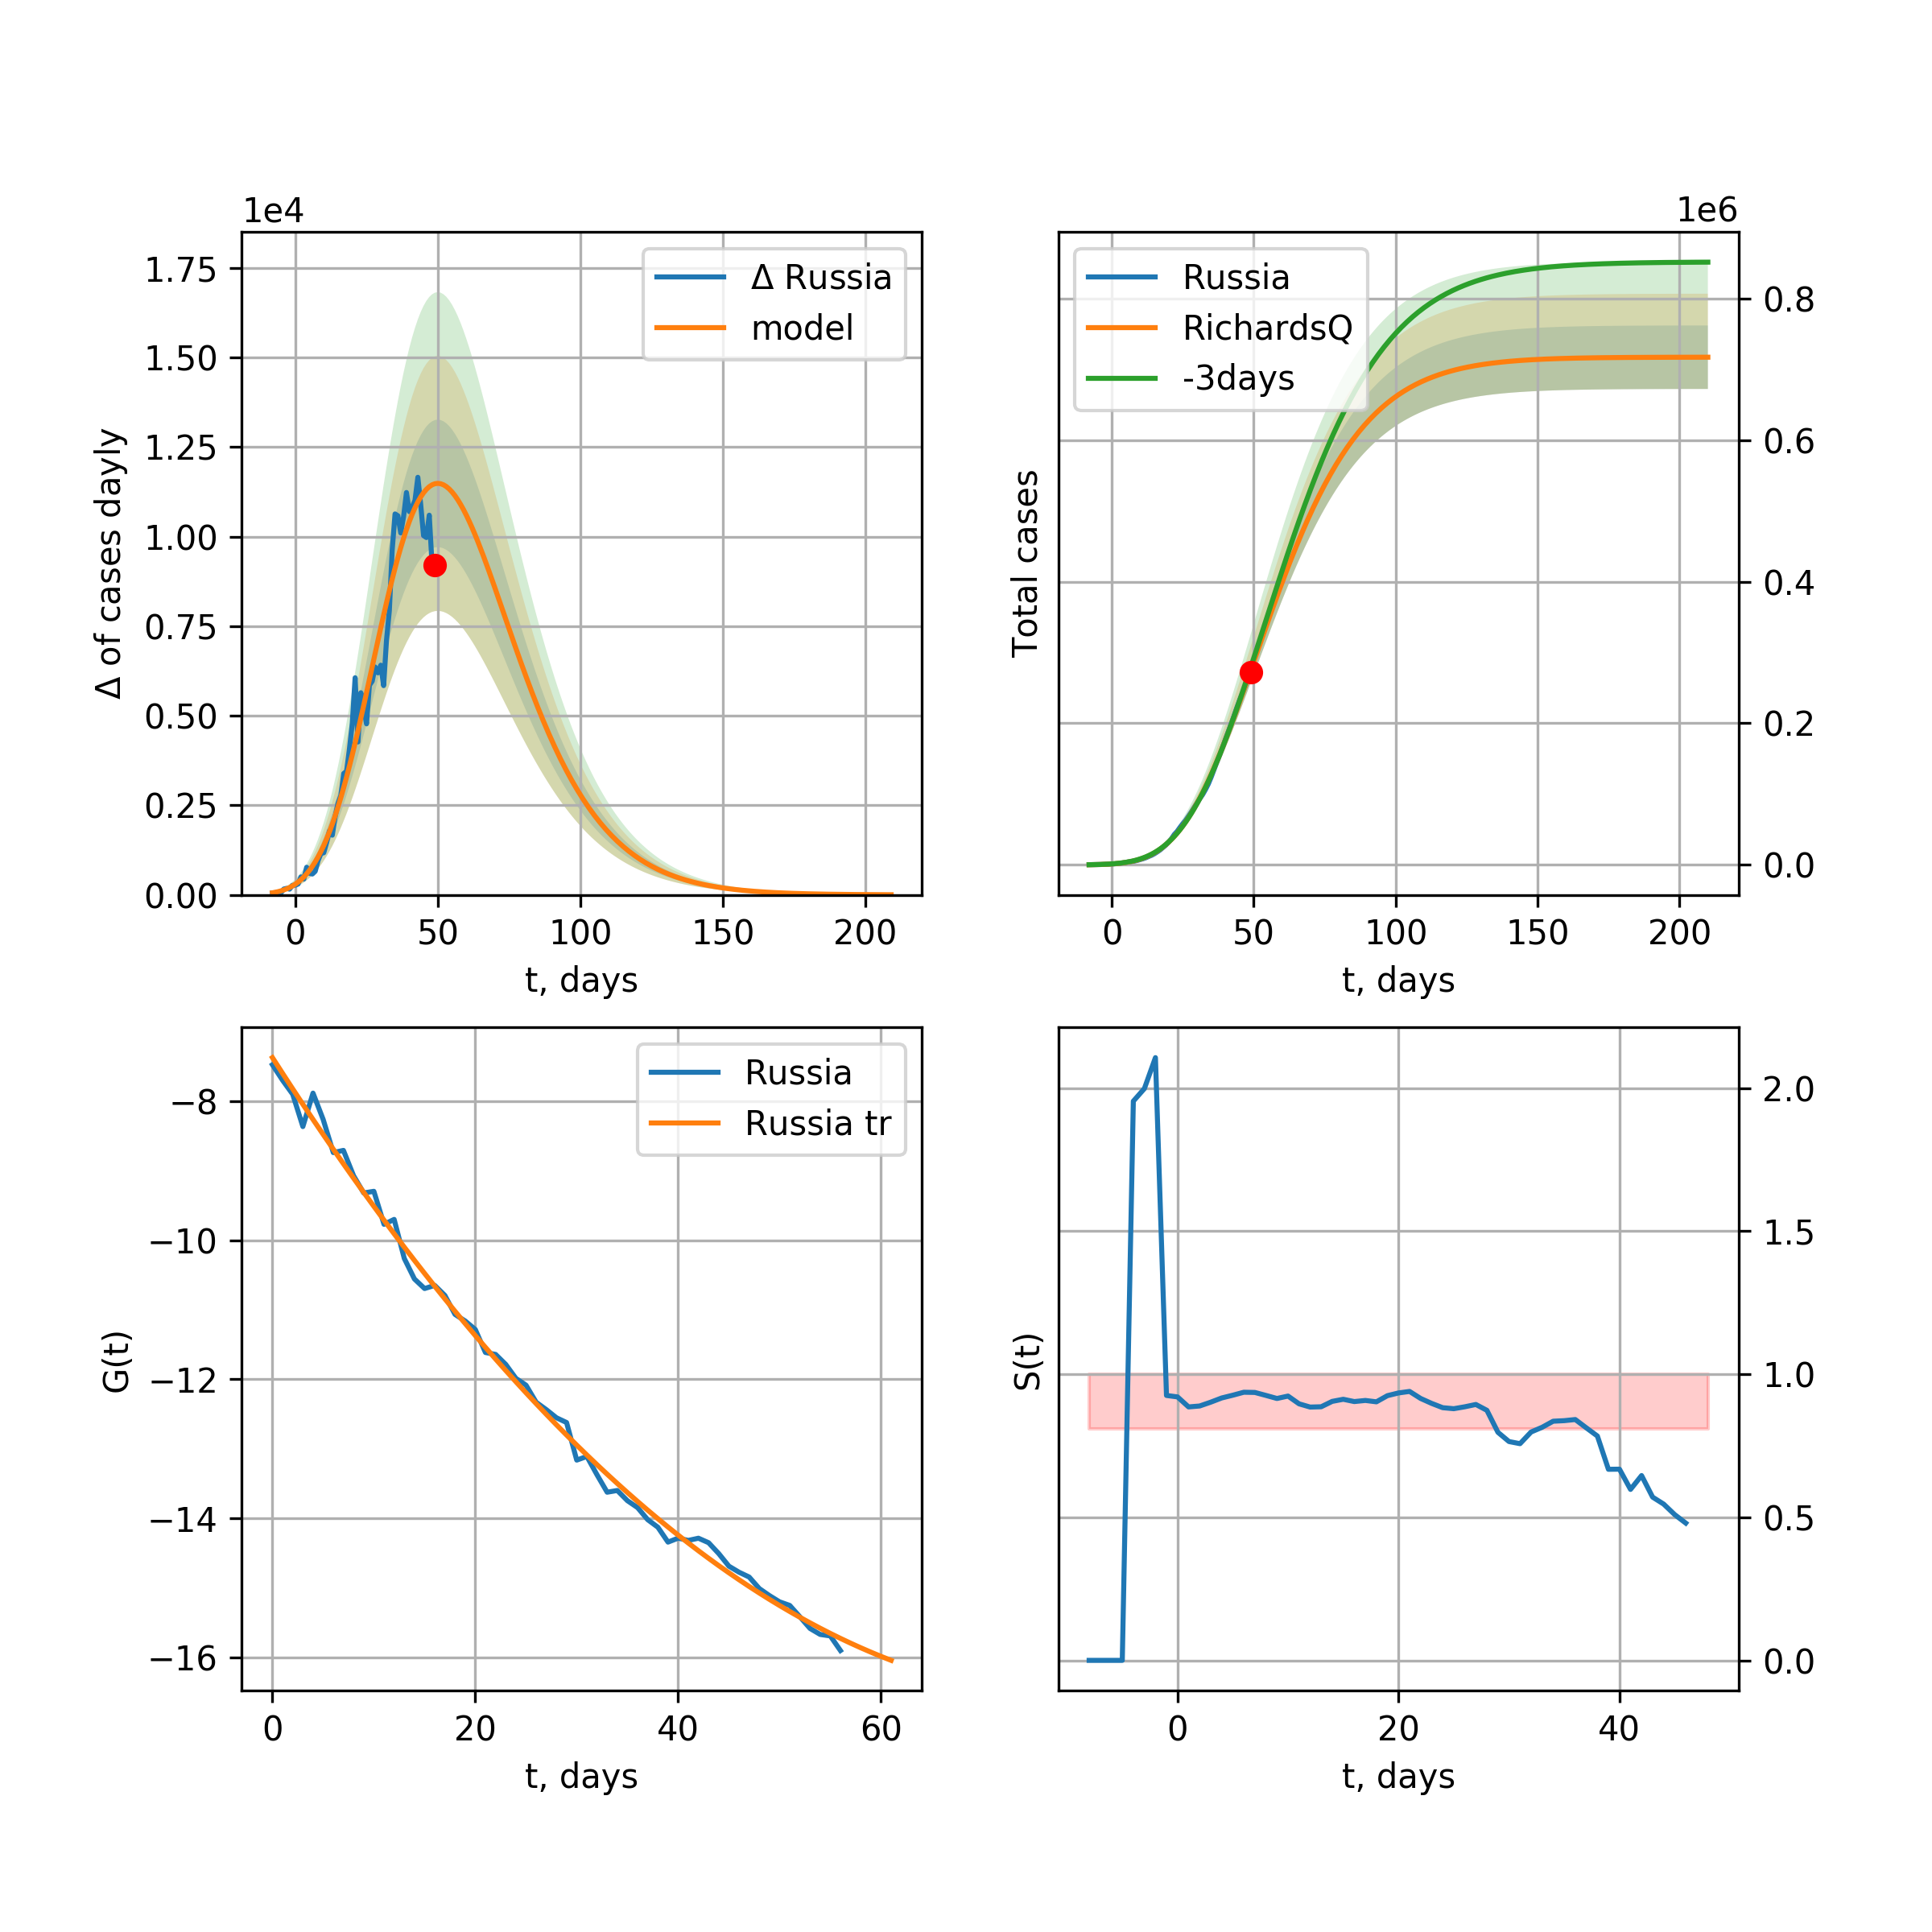 1e4
Δ of cases dayly
1.75
1.50
1.25
1.00
0.75
0.50
0.25
0.00
Δ Russia
model
0 50 100 150 200
t, days
1e6
Total cases
Russia
RichardsQ
-3days
0.8
0.6
0.4
0.2
0.0
0 50 100 150 200
t, days
G(t)
−8
−10
−12
−14
−16
Russia
Russia tr
0 20 40 60
t, days
S(t)
2.0
1.5
1.0
0.5
0.0
0 20 40
t, days